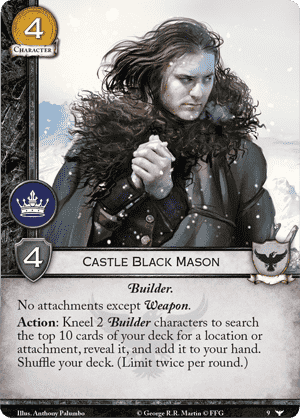 4
CHARACTER
4
CASTLE BLACK MASON
Builder.
No attachments except Weapon.
Action: Kneel 2 Builder characters to search
the top 10 cards of your deck for a location or
attachment, reveal it, and add it to your hand.
Shuffle your deck. (Limit twice per round.)
Illus. Anthony Palumbo © George R.R. Martin © FFG 9